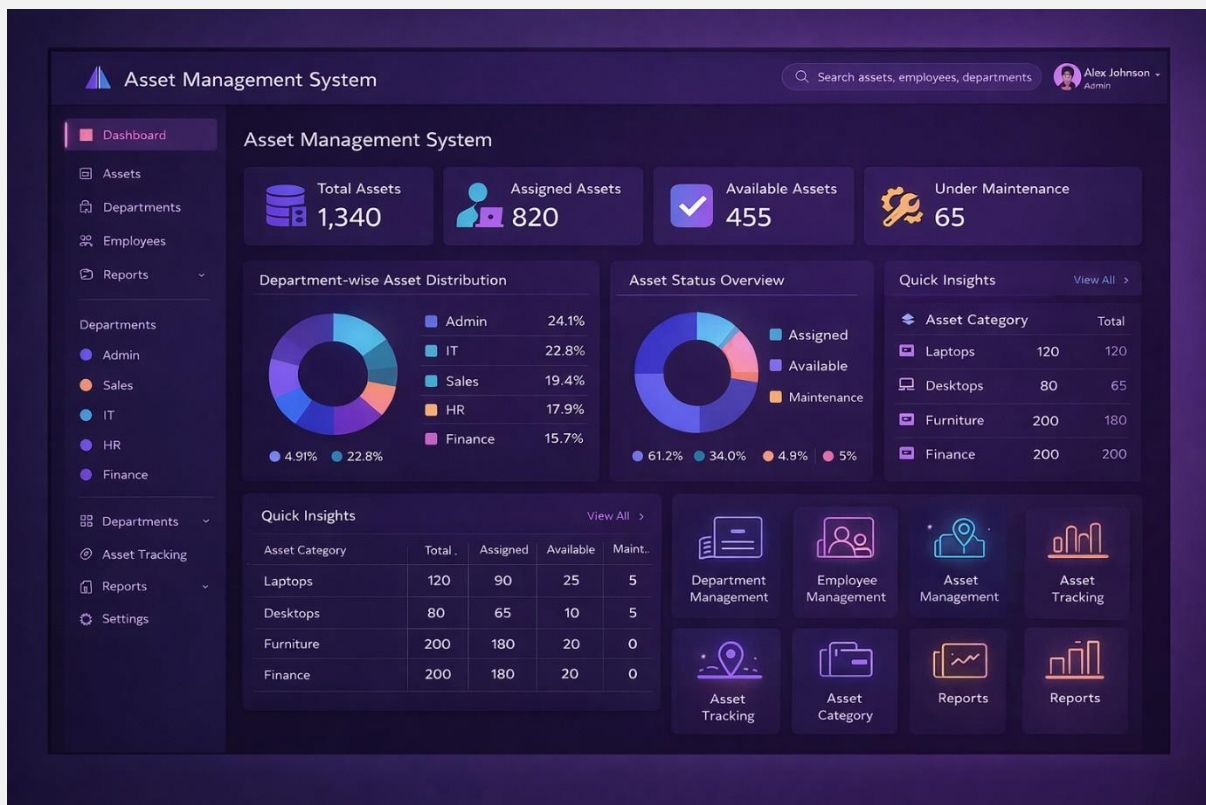 Asset Management System
Search assets, employees, departments
Alex Johnson
Admin
Dashboard
Assets
Departments
Employees
Reports
Departments
Admin
Sales
IT
HR
Finance
Departments
Asset Tracking
Reports
Settings
Asset Management System
Total Assets
1,340
Assigned Assets
820
Available Assets
455
Under Maintenance
65
Department-wise Asset Distribution
Admin 24.1%
IT 22.8%
Sales 19.4%
HR 17.9%
Finance 15.7%
4.91% 22.8%
Asset Status Overview
Assigned
Available
Maintenance
61.2% 34.0% 4.9% 5%
Quick Insights View All >
Asset Category Total
Laptops 120 120
Desktops 80 65
Furniture 200 180
Finance 200 200
Quick Insights View All >
Asset Category Total . Assigned Available Maint..
Laptops 120 90 25 5
Desktops 80 65 10 5
Furniture 200 180 20 0
Finance 200 180 20 0
Department
Management
Employee
Management
Asset
Management
Asset
Tracking
Asset
Tracking
Asset
Category
Reports
Reports